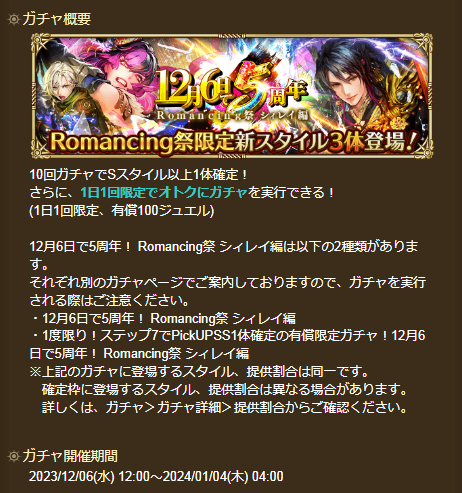 ガチャ概要
12月6日で5周年
Romancing祭 シィレイ編
Romancing祭限定新スタイル3体登場！
10回ガチャでSスタイル以上1体確定！
さらに、1日1回限定でオトクにガチャを実行できる！
(1日1回限定、有償100ジュエル)
12月6日で5周年！ Romancing祭 シィレイ編は以下の2種類がありま
す。
それぞれ別のガチャページでご案内しておりますので、ガチャを実行
される際はご注意ください。
・12月6日で5周年！ Romancing祭 シィレイ編
・1度限り！ステップ7でPickUPSS1体確定の有償限定ガチャ！12月6
日で5周年！ Romancing祭 シィレイ編
※上記のガチャに登場するスタイル、提供割合は同一です。
確定枠に登場するスタイル、提供割合は異なる場合があります。
詳しくは、ガチャ＞ガチャ詳細＞提供割合からご確認ください。
ガチャ開催期間
2023/12/06(水) 12:00～2024/01/04(木) 04:00